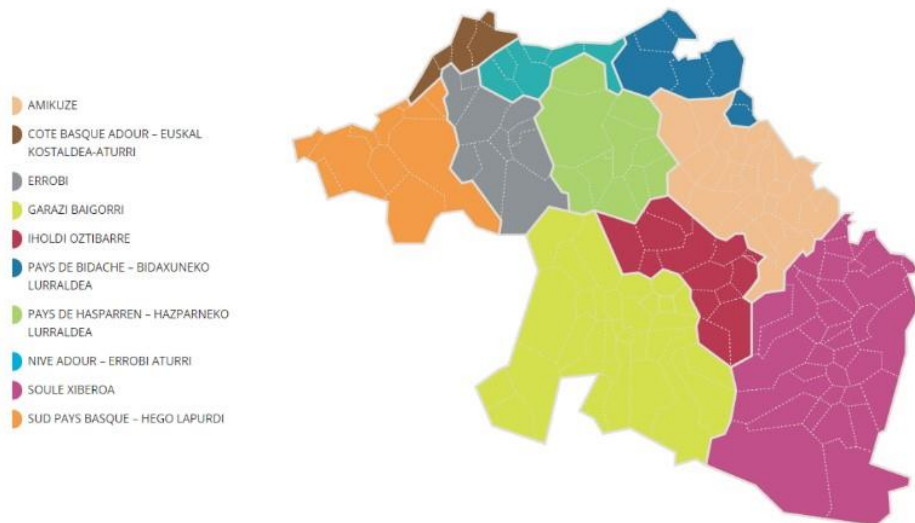 AMIKUZE
COTE BASQUE ADOUR – EUSKAL
KOSTALDEA-ATURRI
ERROBI
GARAZI BAIGORRI
IHOLDI OZTIBARRE
PAYS DE BIDACHE – BIDAXUNEKO
LURRALDEA
PAYS DE HASPARREN – HAZPARNEKO
LURRALDEA
NIVE ADOUR – ERROBI ATURRI
SOULE XIBEROA
SUD PAYS BASQUE – HEGO LAPURDI